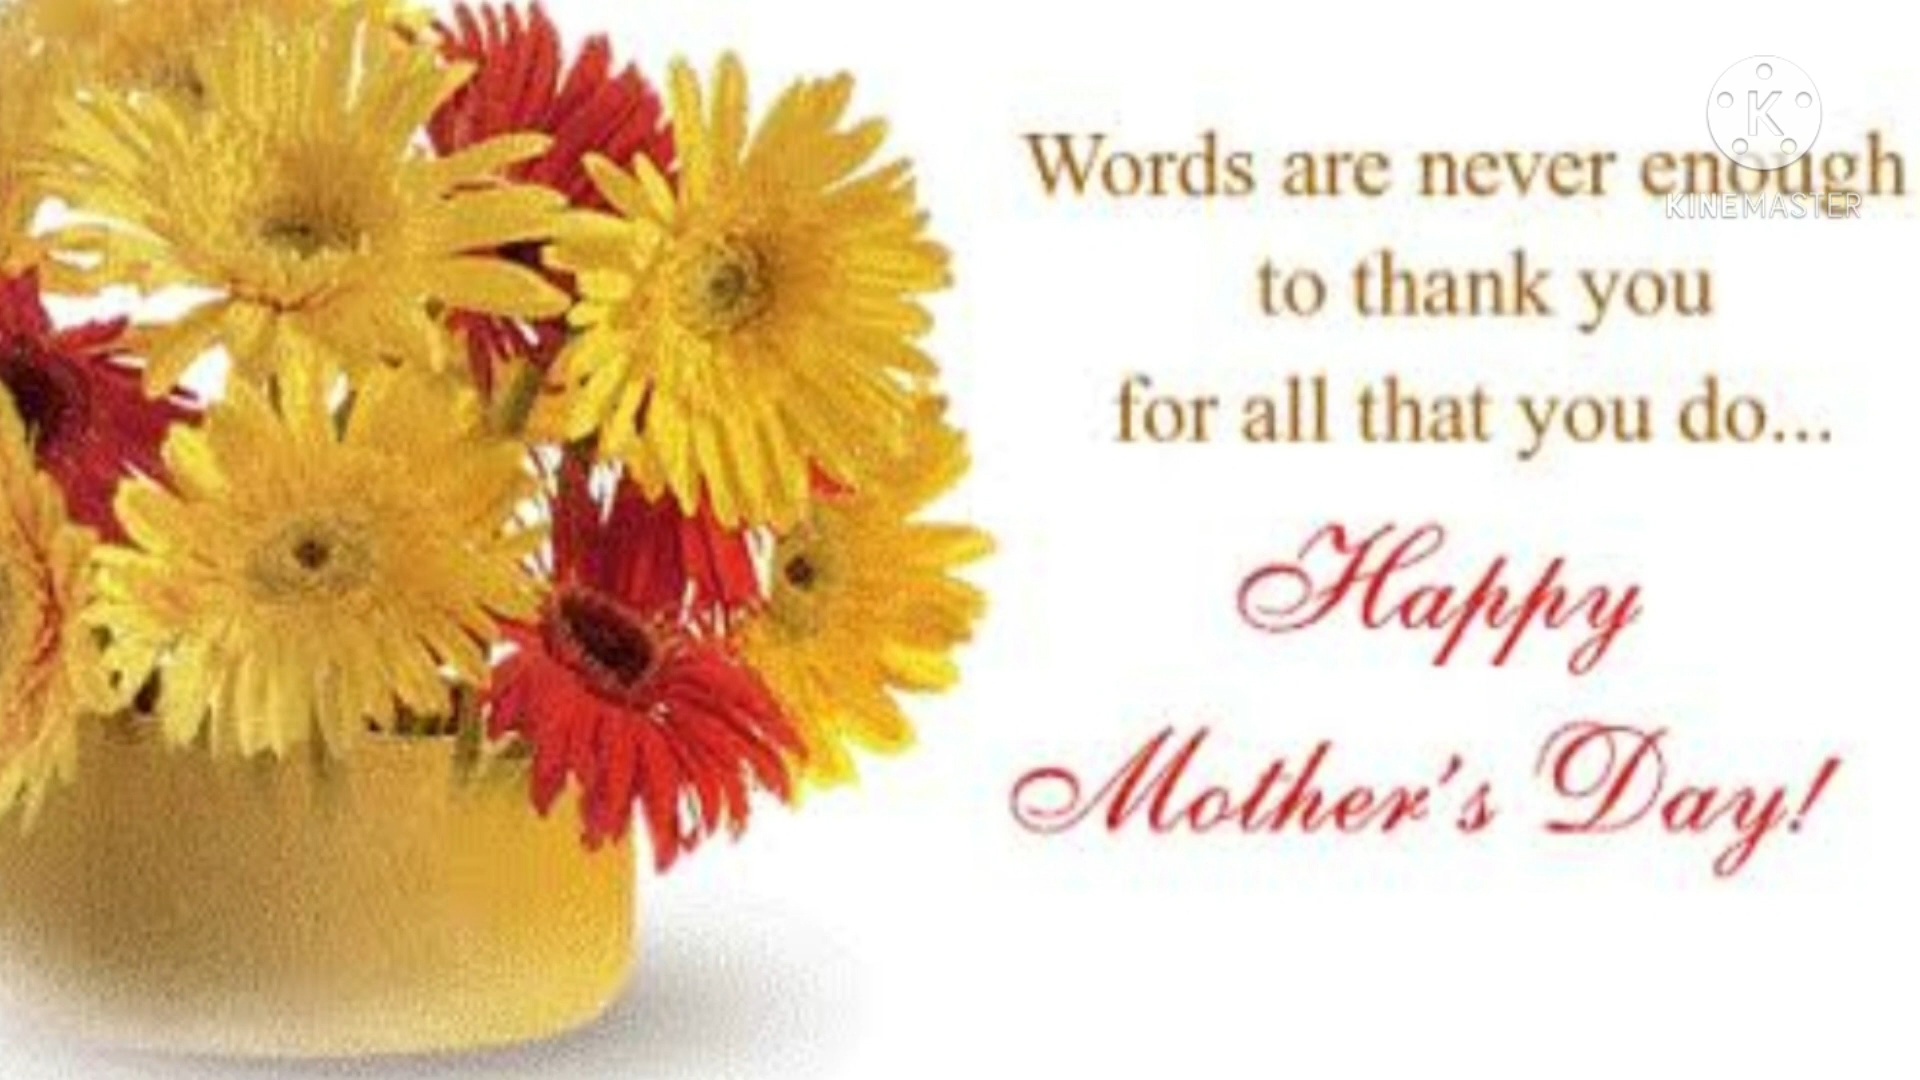 K
KINEMASTER
Words are never enough
to thank you
for all that you do...
Happy
Mother's Day!